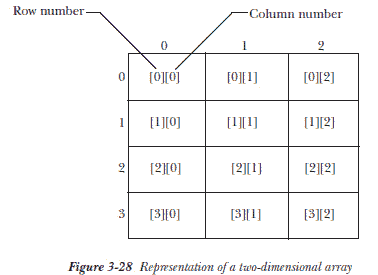 Row number
Column number
0 1 2
0 [0][0] [0][1] [0][2]
1 [1][0] [1][1] [1][2]
2 [2][0] [2][1} [2][2]
3 [3][0] [3][1] [3][2]
Figure 3-28 Representation of a two-dimensional array